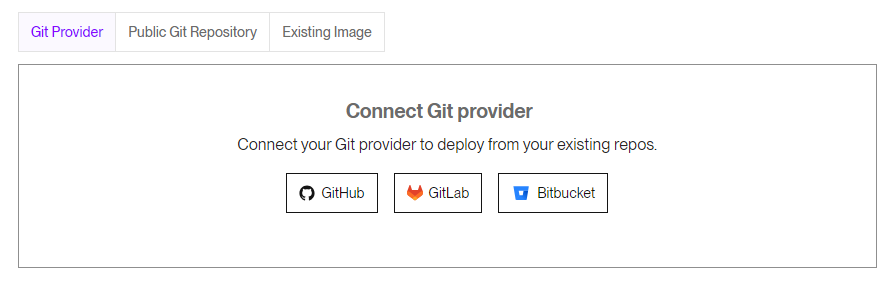 Git Provider Public Git Repository Existing Image
Connect Git provider
Connect your Git provider to deploy from your existing repos.
GitHub GitLab Bitbucket